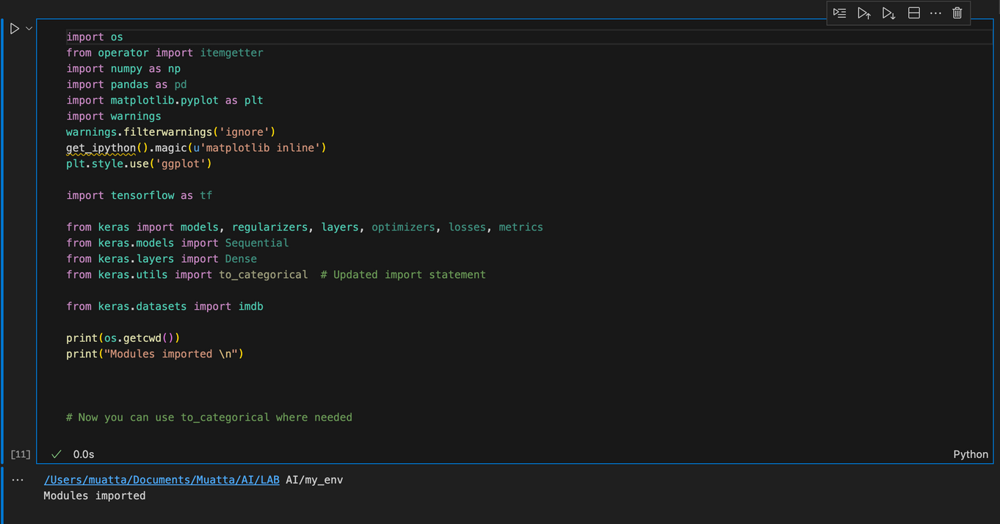 import os
from operator import itemgetter
import numpy as np
import pandas as pd
import matplotlib.pyplot as plt
import warnings
warnings.filterwarnings('ignore')
get_ipython().magic(u'matplotlib inline')
plt.style.use('ggplot')
import tensorflow as tf
from keras import models, regularizers, layers, optimizers, losses, metrics
from keras.models import Sequential
from keras.layers import Dense
from keras.utils import to_categorical  # Updated import statement
from keras.datasets import imdb
print(os.getcwd())
print("Modules imported \n")
# Now you can use to_categorical where needed
[11] 0.0s Python
/Users/muatta/Documents/Muatta/AI/LAB AI/my_env
Modules imported